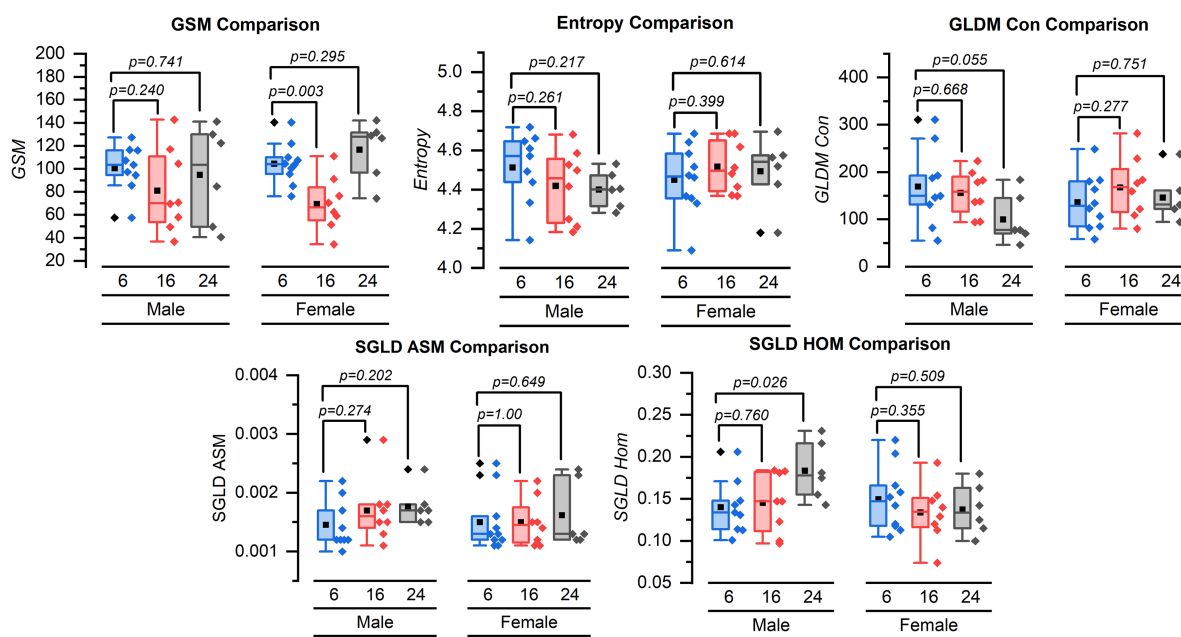 GSM Comparison
p=0.741
p=0.240
p=0.295
p=0.003
GSM
200
180
160
140
120
100
80
60
40
20
6 16 24 6 16 24
Male Female
Entropy Comparison
p=0.217
p=0.261
p=0.614
p=0.399
Entropy
5.0
4.8
4.6
4.4
4.2
4.0
6 16 24 6 16 24
Male Female
GLDM Con Comparison
p=0.055
p=0.668
p=0.751
p=0.277
GLDM Con
450
300
150
100
0
6 16 24 6 16 24
Male Female
SGLD ASM Comparison
p=0.202
p=0.274
p=0.649
p=1.00
SGLD ASM
0.004
0.003
0.002
0.001
6 16 24 6 16 24
Male Female
SGLD HOM Comparison
p=0.026
p=0.760
p=0.509
p=0.355
SGLD Hom
0.30
0.25
0.20
0.15
0.10
0.05
6 16 24 6 16 24
Male Female